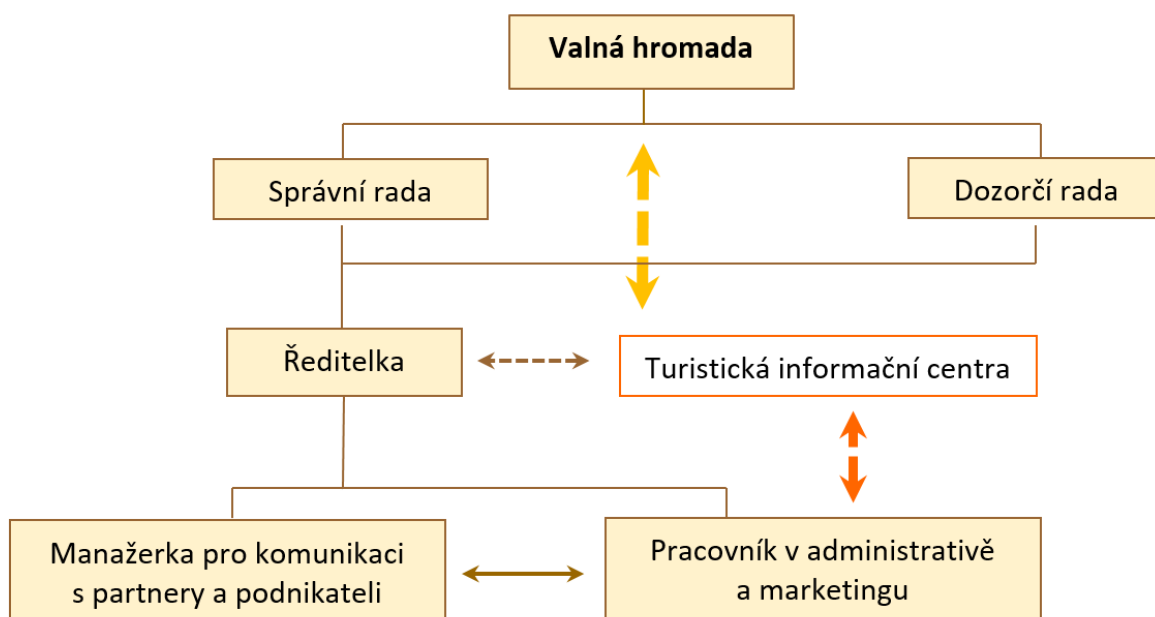 Valná hromada
Správní rada
Dozorčí rada
Ředitelka
Turistická informační centra
Manažerka pro komunikaci
s partnery a podnikateli
Pracovník v administrativě
a marketingu